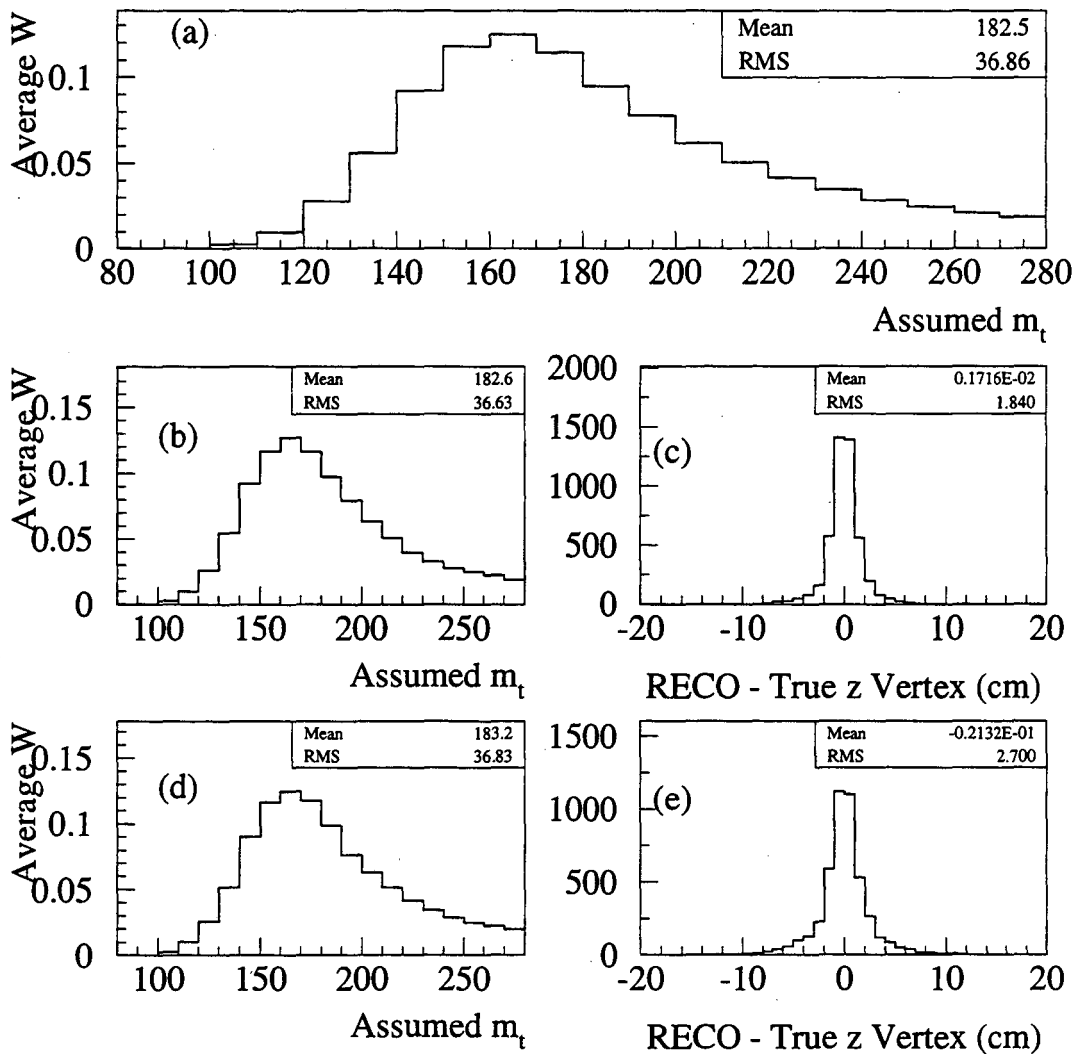 (a)
Mean 182.5
RMS 36.86
Average W
0.1
0.05
0
80 100 120 140 160 180 200 220 240 260 280
Assumed m_t
(b)
Mean 182.6
RMS 36.63
Average W
0.15
0.1
0.05
0
100 150 200 250
Assumed m_t
(c)
Mean 0.1716E-02
RMS 1.840
2000
1500
1000
500
0
-20 -10 0 10 20
RECO - True z Vertex (cm)
(d)
Mean 183.2
RMS 36.83
Average W
0.15
0.1
0.05
0
100 150 200 250
Assumed m_t
(e)
Mean -0.2132E-01
RMS 2.700
1500
1000
500
0
-20 -10 0 10 20
RECO - True z Vertex (cm)